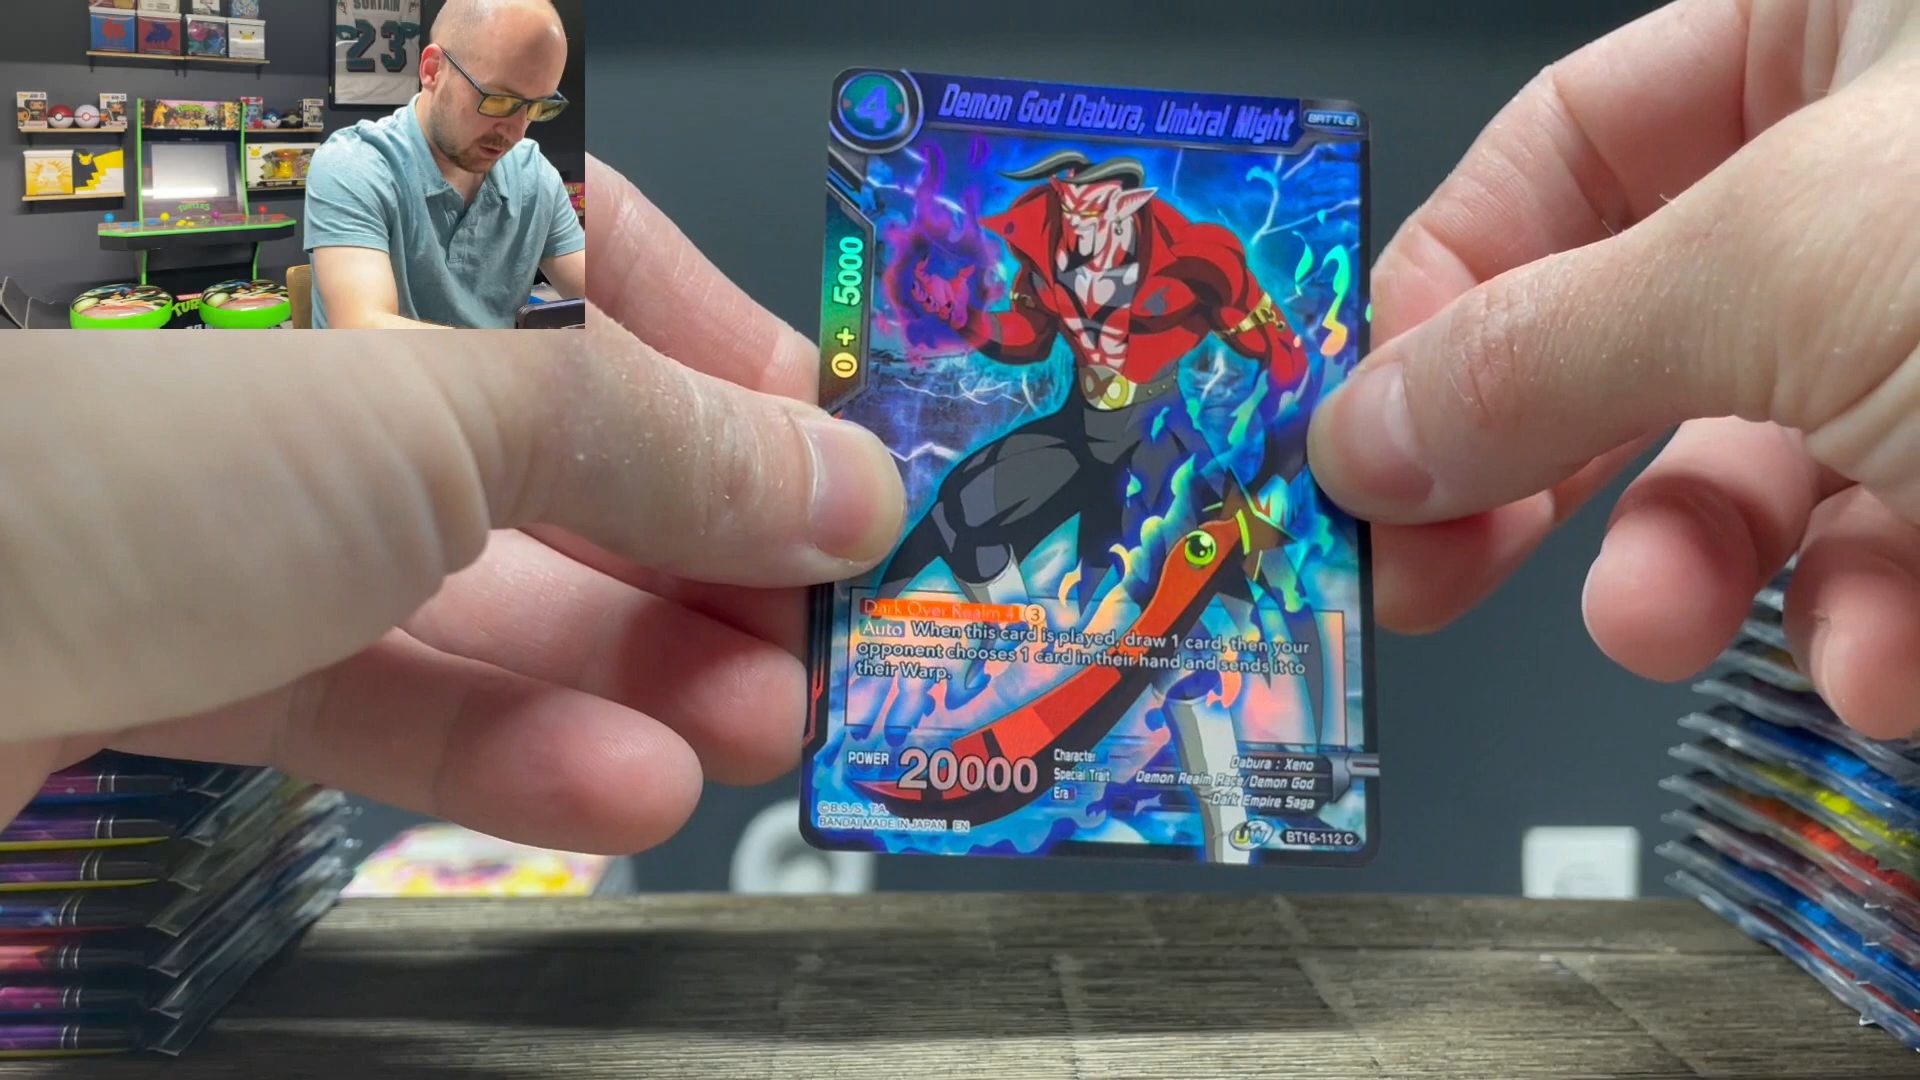 SURTAIN
23
TURTLES
4
Demon God Dabura, Umbral Might
BATTLE
0 + 5000
Dark Over Realm 4 3
Auto When this card is played, draw 1 card, then your
opponent chooses 1 card in their hand and sends it to
their Warp.
POWER 20000
Character Dabura : Xeno
Special Trait Demon Realm Race/Demon God
Era Dark Empire Saga
©B.S./S., T.A.
BANDAI MADE IN JAPAN EN
UW BT16-112 C